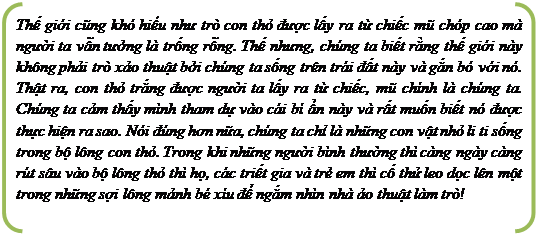 Thế giới cũng khó hiểu như trò con thỏ được lấy ra từ chiếc mũ chóp cao mà
người ta vẫn tưởng là trống rỗng. Thế nhưng, chúng ta biết rằng thế giới này
không phải trò xảo thuật bởi chúng ta sống trên trái đất này và gắn bó với nó.
Thật ra, con thỏ trắng được người ta lấy ra từ chiếc, mũ chính là chúng ta.
Chúng ta cảm thấy mình tham dự vào cái bí ẩn này và rất muốn biết nó được
thực hiện ra sao. Nói đúng hơn nữa, chúng ta chỉ là những con vật nhỏ li ti sống
trong bộ lông con thỏ. Trong khi những người bình thường thì càng ngày càng
rút sâu vào bộ lông thỏ thì họ, các triết gia và trẻ em thì cố thử leo dọc lên một
trong những sợi lông mảnh bé xíu để ngắm nhìn nhà ảo thuật làm trò!